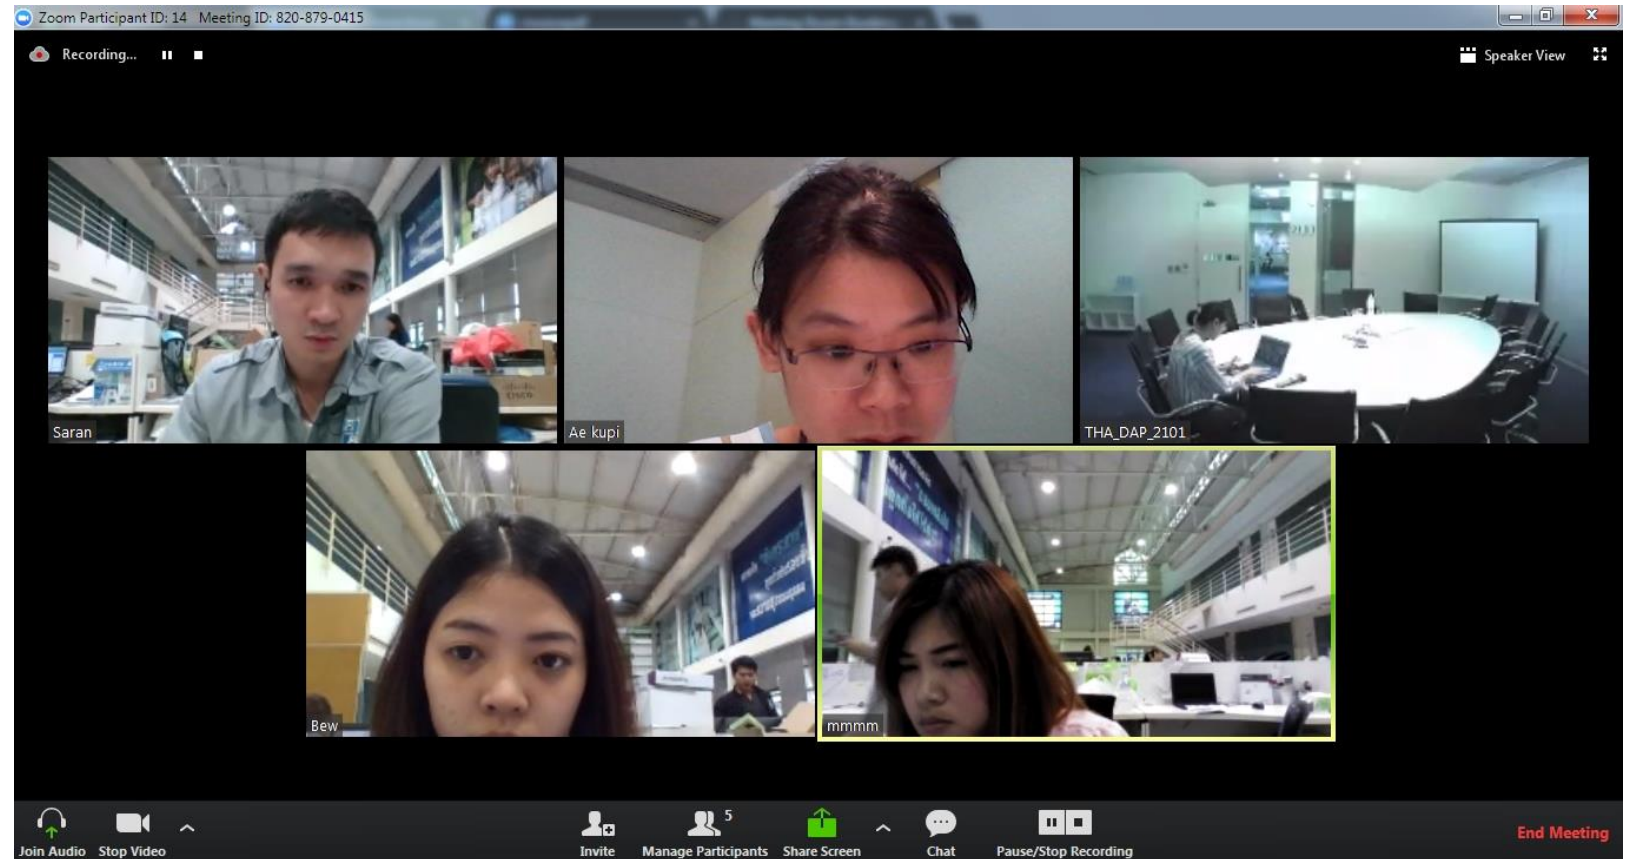 Zoom Participant ID: 14 Meeting ID: 820-879-0415
Recording...
Speaker View
Saran
Ae kupi
THA_DAP_2101
Bew
mmmm
5
Join Audio
Stop Video
Invite
Manage Participants
Share Screen
Chat
Pause/Stop Recording
End Meeting